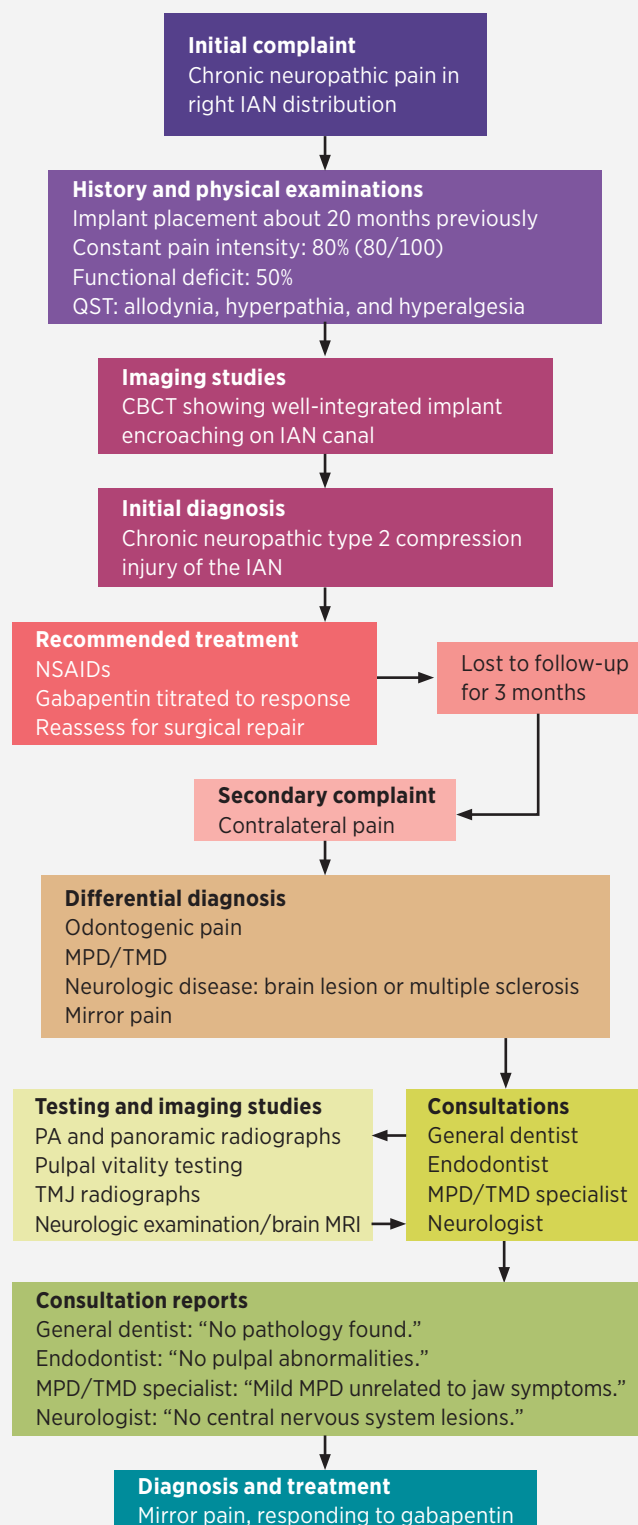 Initial complaint
Chronic neuropathic pain in
right IAN distribution
History and physical examinations
Implant placement about 20 months previously
Constant pain intensity: 80% (80/100)
Functional deficit: 50%
QST: allodynia, hyperpathia, and hyperalgesia
Imaging studies
CBCT showing well-integrated implant
encroaching on IAN canal
Initial diagnosis
Chronic neuropathic type 2 compression
injury of the IAN
Recommended treatment
NSAIDs
Gabapentin titrated to response
Reassess for surgical repair
Lost to follow-up
for 3 months
Secondary complaint
Contralateral pain
Differential diagnosis
Odontogenic pain
MPD/TMD
Neurologic disease: brain lesion or multiple sclerosis
Mirror pain
Testing and imaging studies
PA and panoramic radiographs
Pulpal vitality testing
TMJ radiographs
Neurologic examination/brain MRI
Consultations
General dentist
Endodontist
MPD/TMD specialist
Neurologist
Consultation reports
General dentist: “No pathology found.”
Endodontist: “No pulpal abnormalities.”
MPD/TMD specialist: “Mild MPD unrelated to jaw symptoms.”
Neurologist: “No central nervous system lesions.”
Diagnosis and treatment
Mirror pain, responding to gabapentin